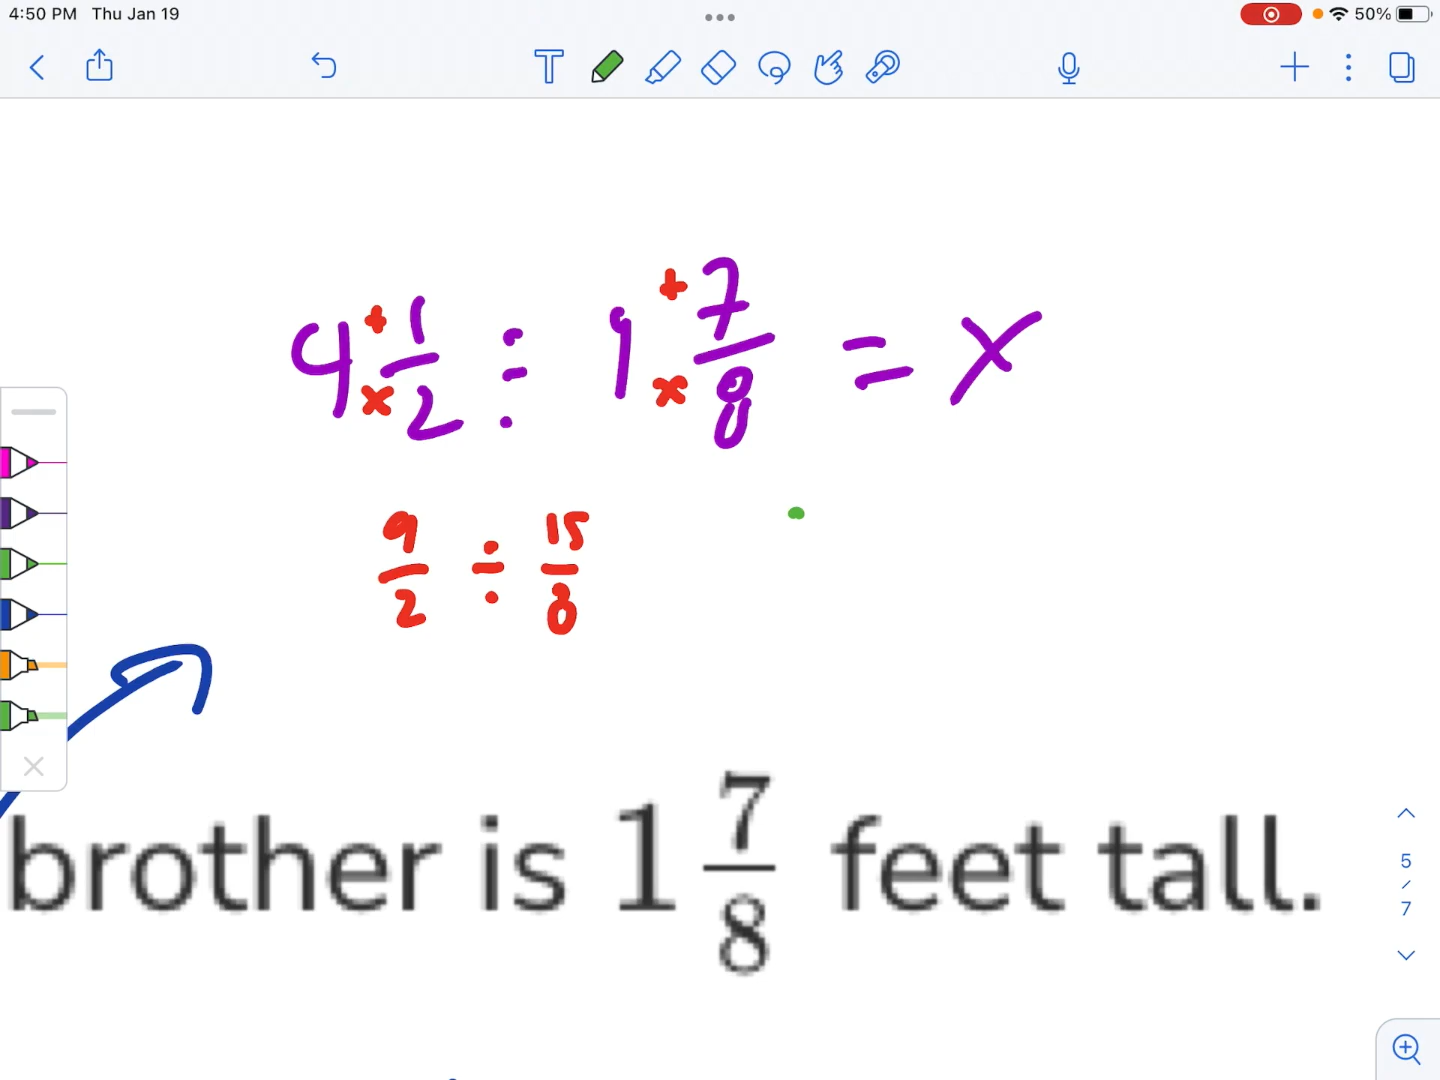 4:50 PM Thu Jan 19
50%
T
4 + 1/2 x ÷ 1 + 7/8 x = x
9/2 ÷ 15/8
brother is 1 7/8 feet tall.
5 / 7